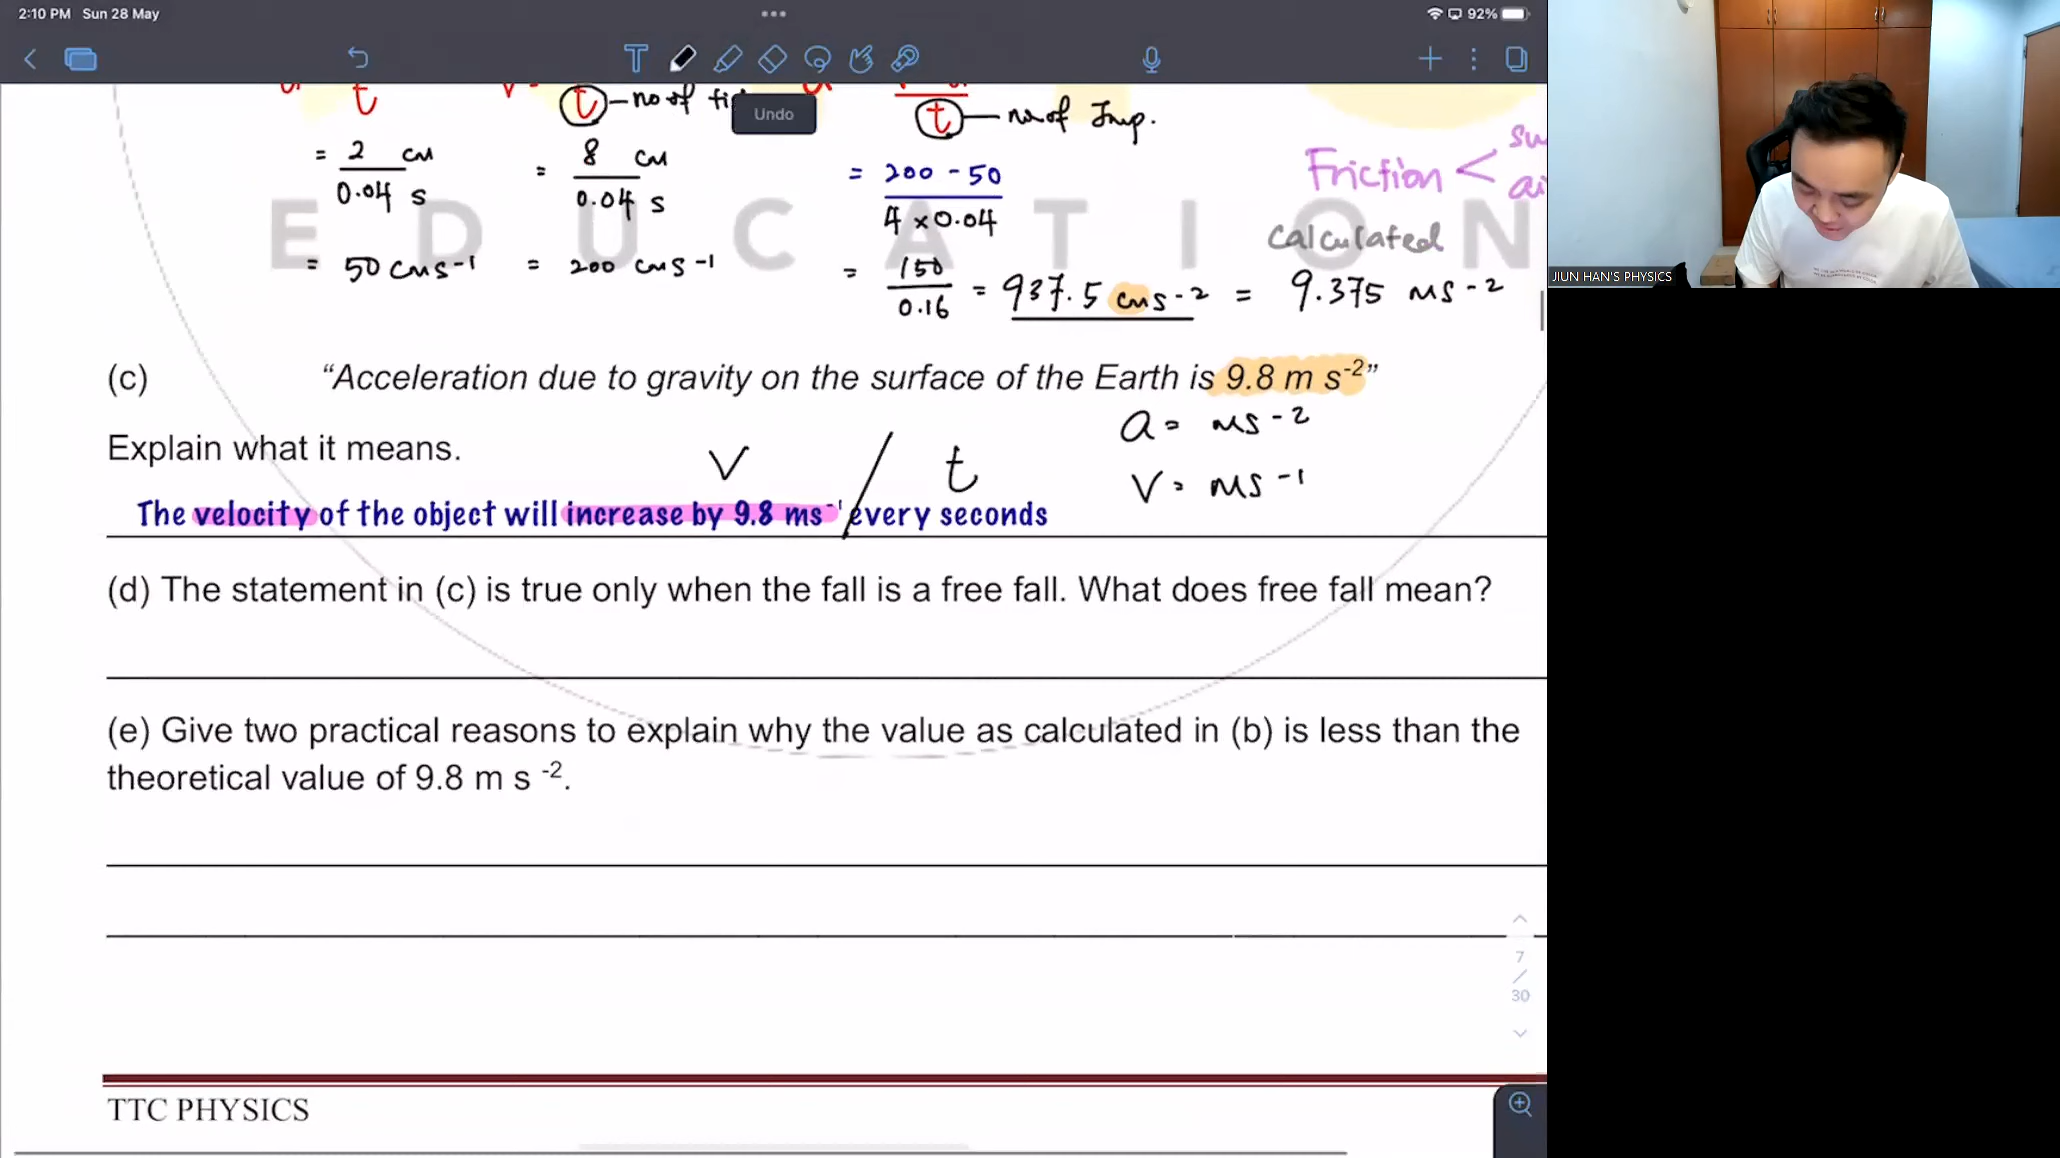 2:10 PM Sun 28 May
92%
t
t — no of
Undo
t — no of Imp.
= 2 cm / 0.04 s
= 8 cm / 0.04 s
= 200 - 50 / 4 × 0.04
Friction <
EDUCATION
calculated
= 50 cms-1
= 200 cms-1
= 150 / 0.16 = 937.5 cms-2 = 9.375 ms-2
JIUN HAN'S PHYSICS
(c) “Acceleration due to gravity on the surface of the Earth is 9.8 m s-2”
a = ms-2
Explain what it means.
v / t
v = ms-1
The velocity of the object will increase by 9.8 ms-1 every seconds
(d) The statement in (c) is true only when the fall is a free fall. What does free fall mean?
(e) Give two practical reasons to explain why the value as calculated in (b) is less than the
theoretical value of 9.8 m s -2.
7
/
30
TTC PHYSICS